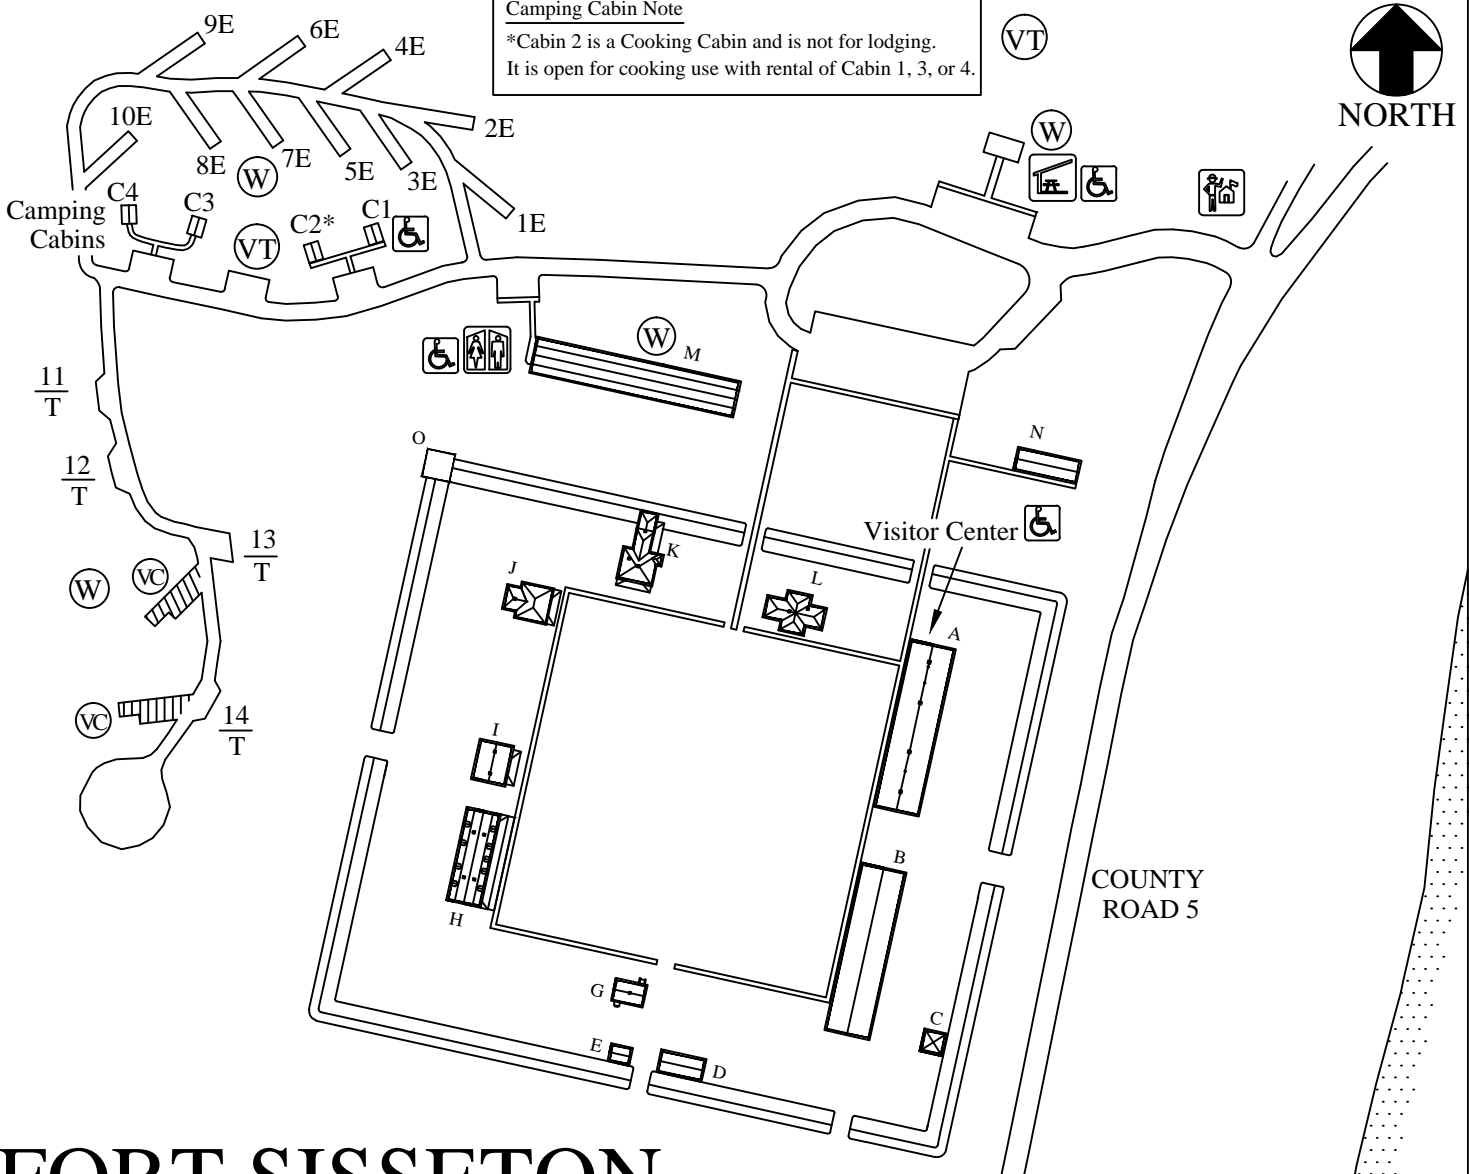 Camping Cabin Note
*Cabin 2 is a Cooking Cabin and is not for lodging.
It is open for cooking use with rental of Cabin 1, 3, or 4.
VT
NORTH
9E
6E
4E
10E
2E
8E
7E
5E
3E
W
W
C4
C3
C2*
C1
1E
Camping
Cabins
VT
W
M
11
T
12
T
O
N
13
T
Visitor Center
W
VC
K
J
L
A
VC
14
T
I
B
H
COUNTY
ROAD 5
G
C
E
D
FORT SISSETON